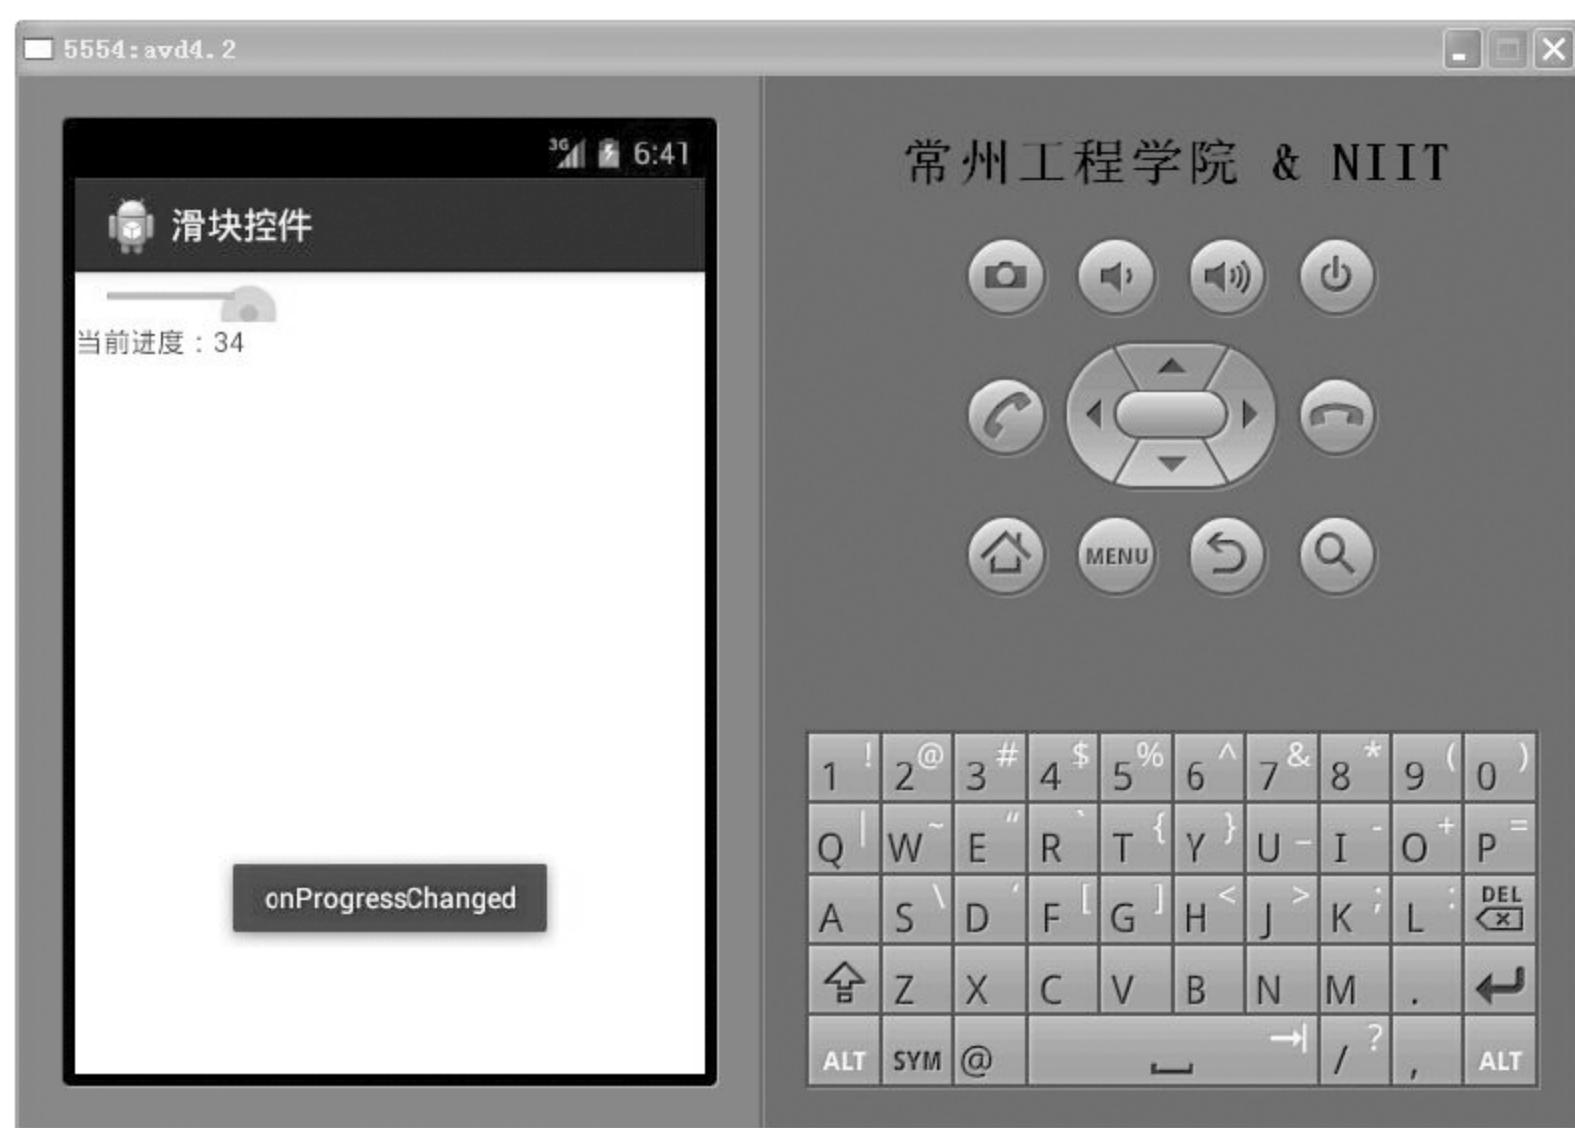 5554:avd4.2
3G 6:41
滑块控件
当前进度：34
onProgressChanged
常州工程学院 & NIIT
MENU
1 ! 2 @ 3 # 4 $ 5 % 6 ^ 7 & 8 * 9 ( 0 )
Q | W ~ E " R ` T { Y } U _ I - O + P =
A S \ D ' F [ G ] H < J > K ; L : DEL
Z X C V B N M .
ALT SYM @ / ? , ALT